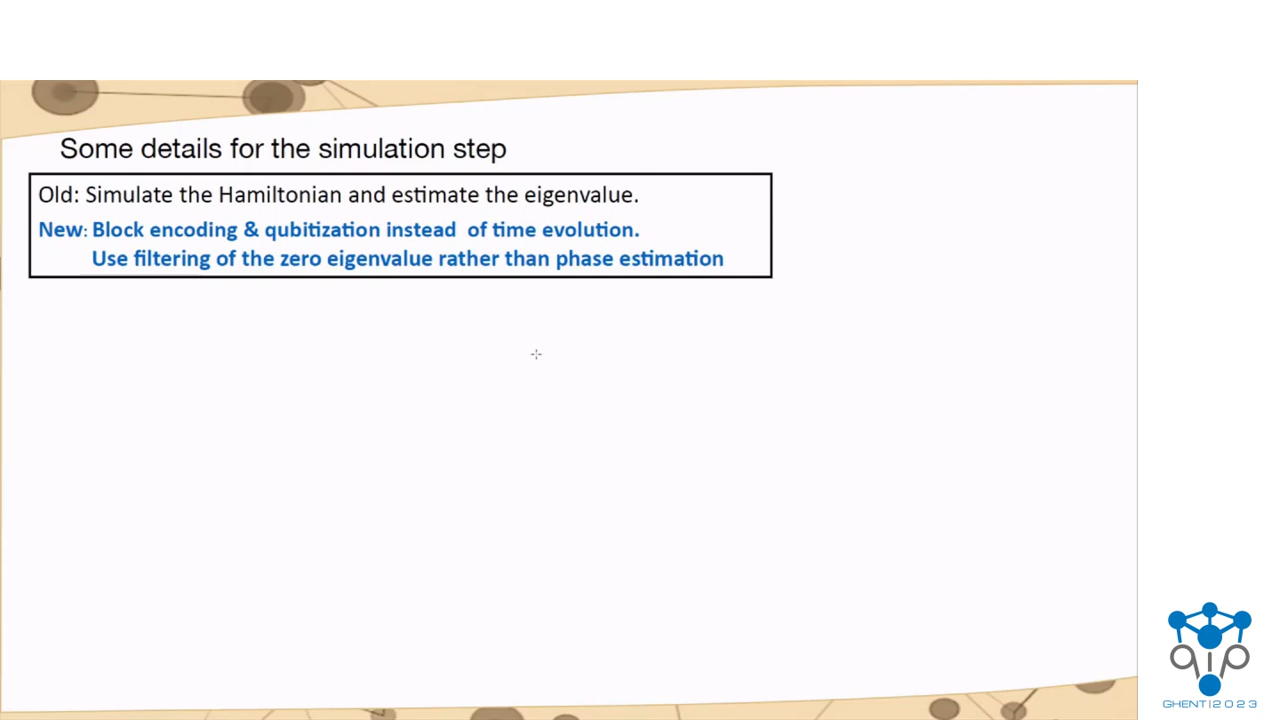 Some details for the simulation step
Old: Simulate the Hamiltonian and estimate the eigenvalue.
New: Block encoding & qubitization instead of time evolution.
Use filtering of the zero eigenvalue rather than phase estimation
qip
GHENT|2023